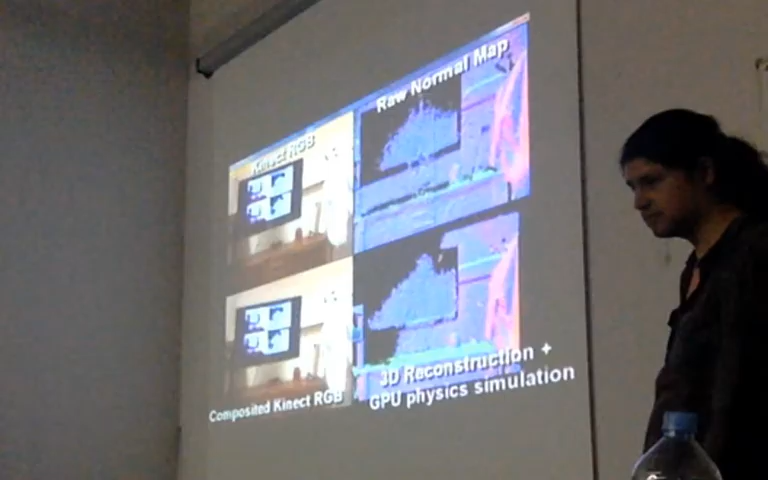 Kinect RGB
Raw Normal Map
Composited Kinect RGB
3D Reconstruction +
GPU physics simulation